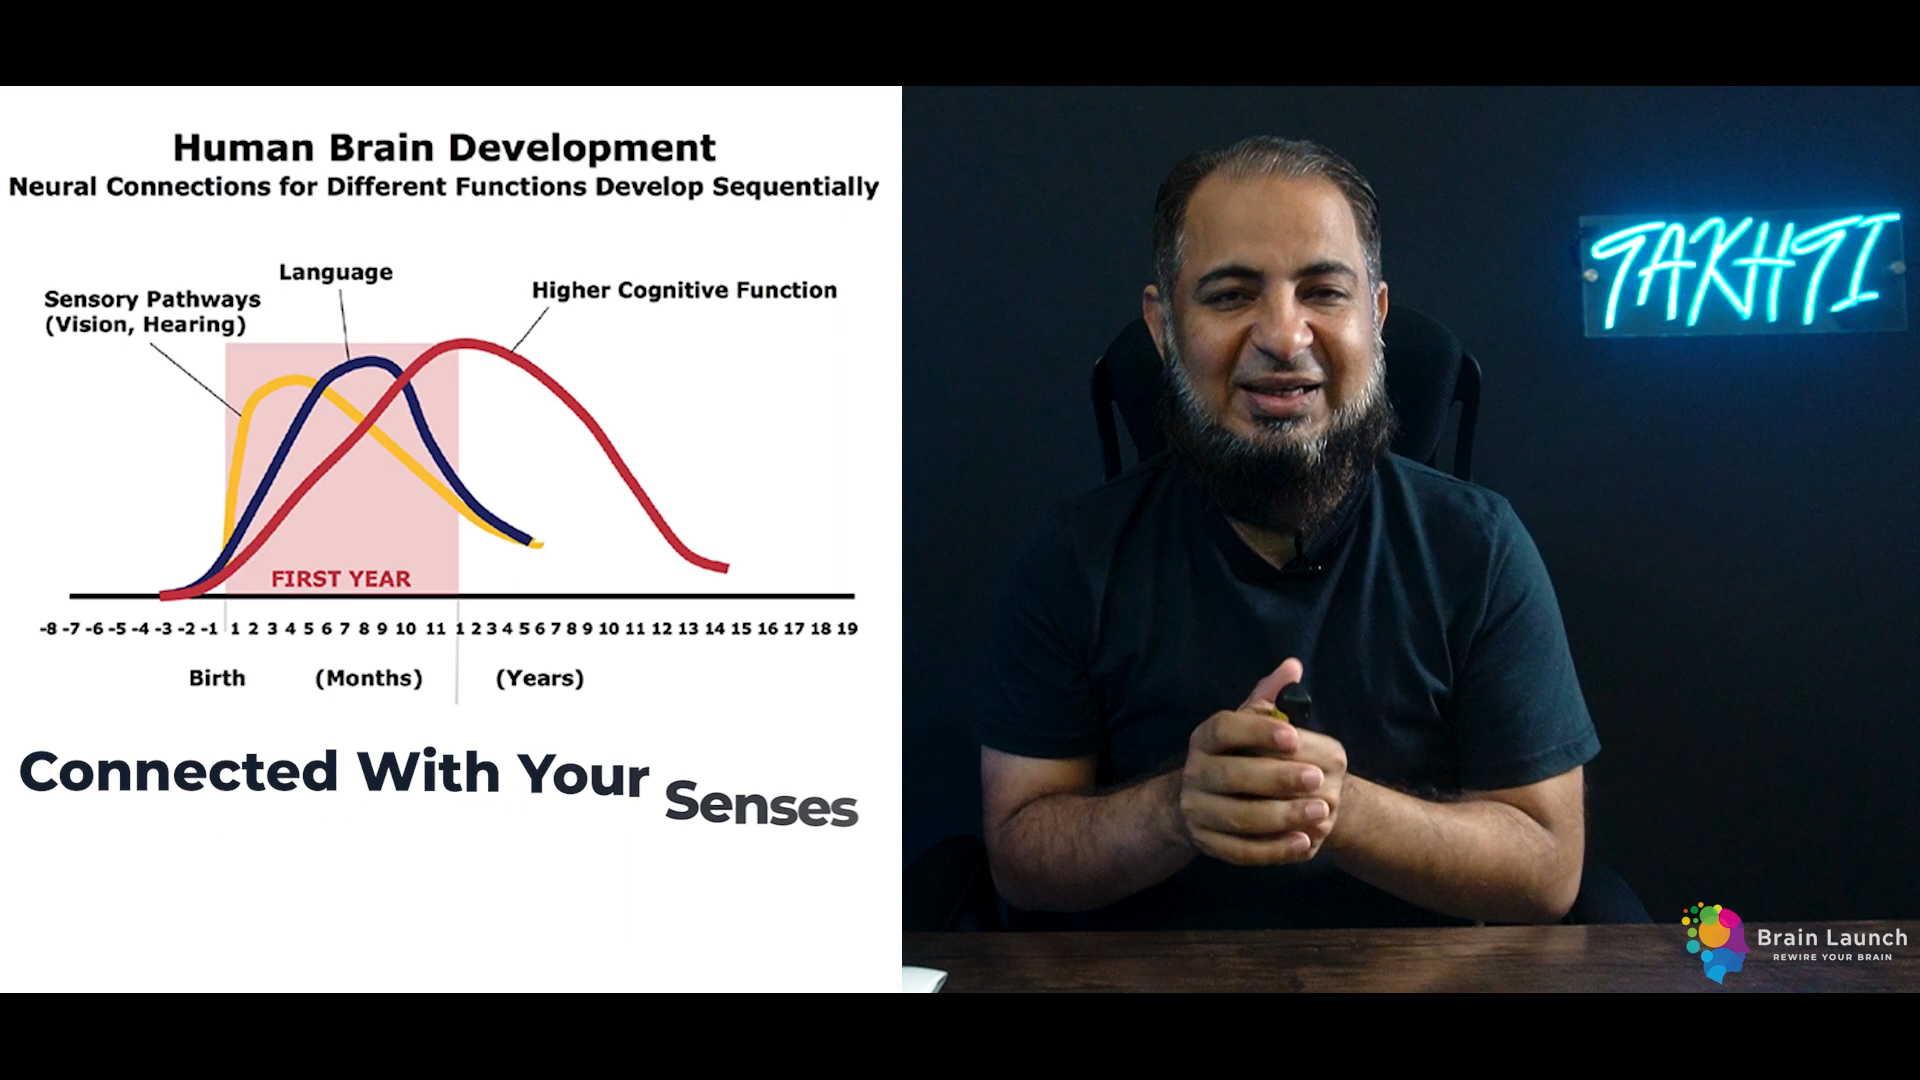 Human Brain Development
Neural Connections for Different Functions Develop Sequentially
Language
Sensory Pathways
(Vision, Hearing)
Higher Cognitive Function
FIRST YEAR
-8 -7 -6 -5 -4 -3 -2 -1 1 2 3 4 5 6 7 8 9 10 11 1 2 3 4 5 6 7 8 9 10 11 12 13 14 15 16 17 18 19
Birth (Months) (Years)
Connected With Your Senses
TAKHTI
Brain Launch
REWIRE YOUR BRAIN